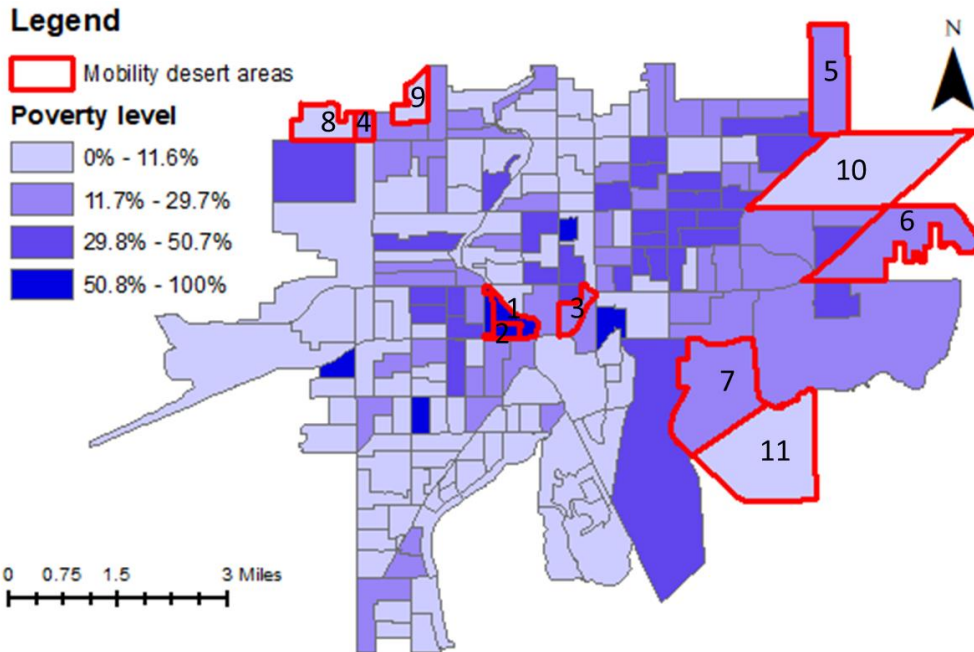 Legend
Mobility desert areas
Poverty level
0% - 11.6%
11.7% - 29.7%
29.8% - 50.7%
50.8% - 100%
N
5
9
8 4
10
6
1
3
2
7
11
0 0.75 1.5 3 Miles